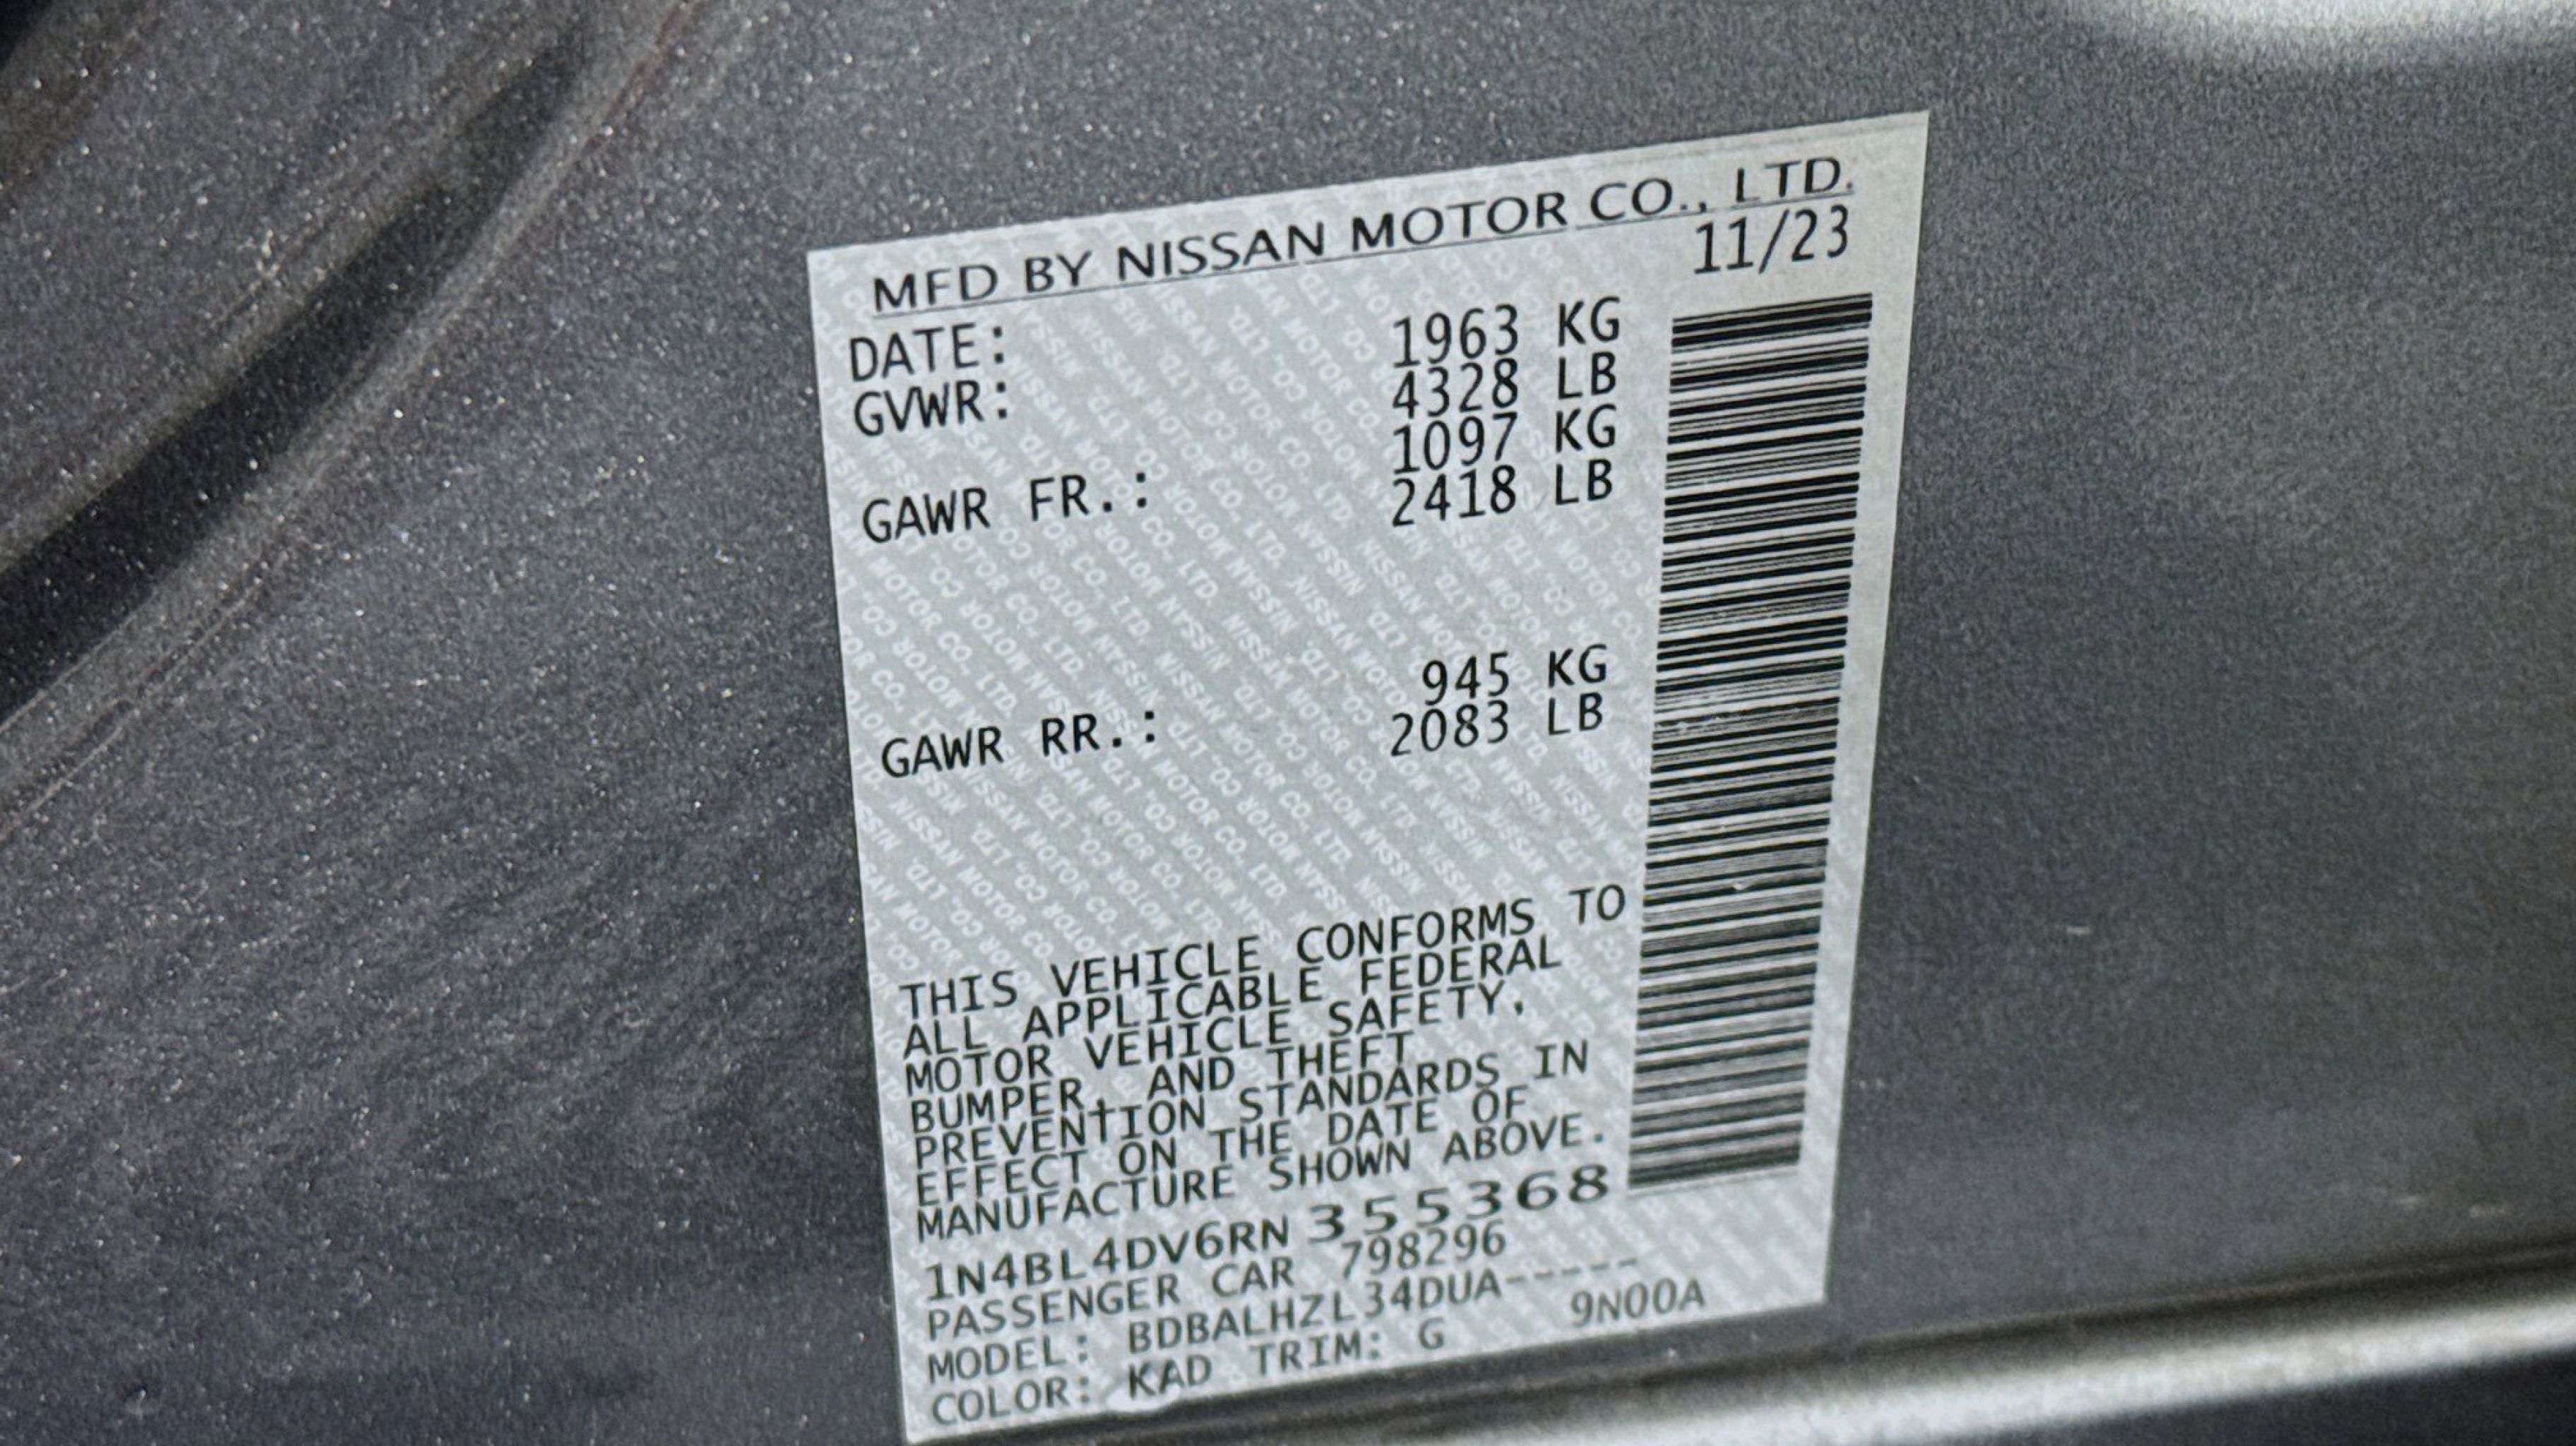 MFD BY NISSAN MOTOR CO., LTD.
DATE: 11/23
GVWR: 1963 KG
4328 LB
GAWR FR.: 1097 KG
2418 LB
GAWR RR.: 945 KG
2083 LB
THIS VEHICLE CONFORMS TO
ALL APPLICABLE FEDERAL
MOTOR VEHICLE SAFETY,
BUMPER, AND THEFT
PREVENTION STANDARDS IN
EFFECT ON THE DATE OF
MANUFACTURE SHOWN ABOVE.
1N4BL4DV6RN355368
PASSENGER CAR 798296
MODEL: BDBALHZL34DUA-----
COLOR: KAD TRIM: G 9N00A